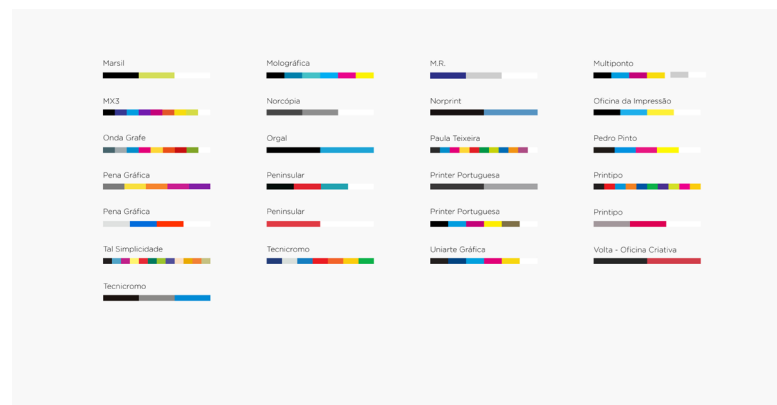 Marsil
Molográfica
M.R.
Multiponto
MX3
Norcópia
Norprint
Oficina da Impressão
Onda Grafe
Orgal
Paula Teixeira
Pedro Pinto
Pena Gráfica
Peninsular
Printer Portuguesa
Printipo
Pena Gráfica
Peninsular
Printer Portuguesa
Printipo
Tal Simplicidade
Tecnicromo
Uniarte Gráfica
Volta - Oficina Criativa
Tecnicromo